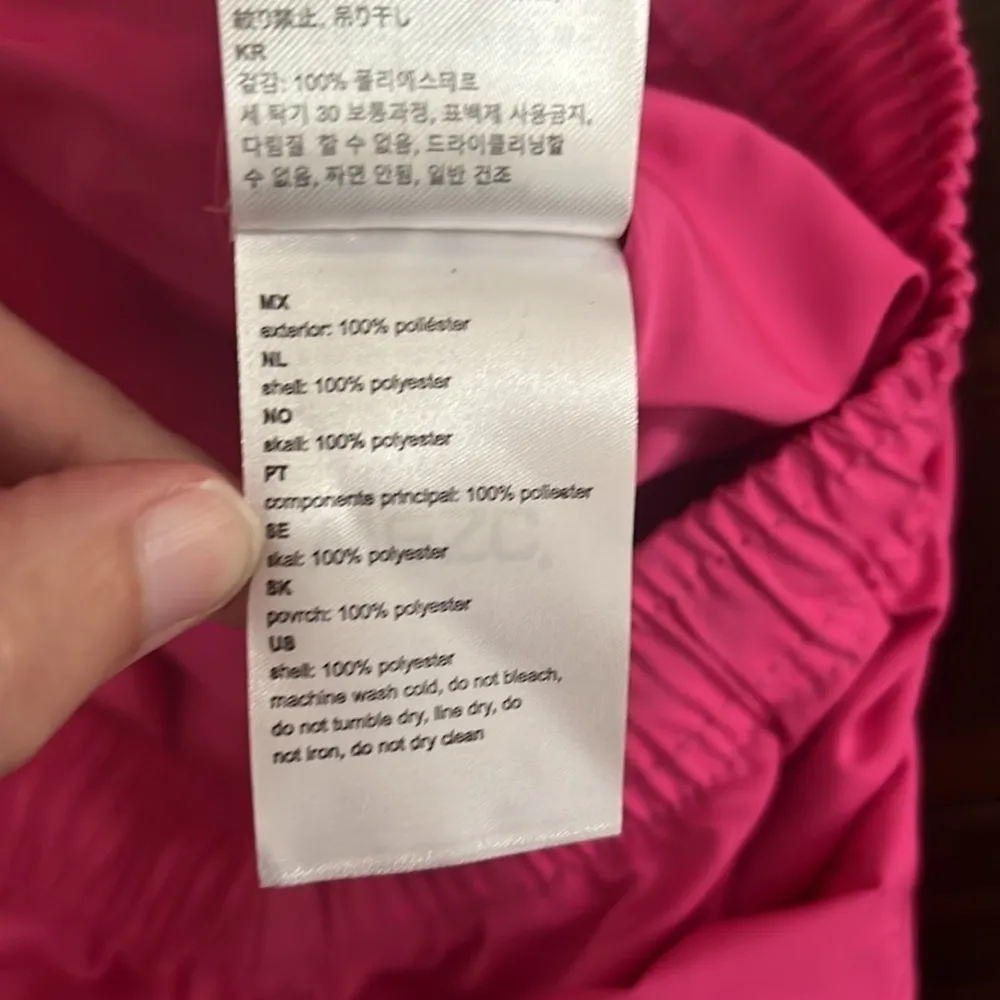 絞り禁止, 吊り干し
KR
겉감: 100% 폴리에스테르
세 탁기 30 보통과정, 표백제 사용금지,
다림질 할 수 없음, 드라이클리닝할
수 없음, 짜면 안됨, 일반 건조
MX
exterior: 100% poliéster
NL
shell: 100% polyester
NO
skall: 100% polyester
PT
componente principal: 100% poliester
SE
skal: 100% polyester
SK
povrch: 100% polyester
US
shell: 100% polyester
machine wash cold, do not bleach,
do not tumble dry, line dry, do
not iron, do not dry clean